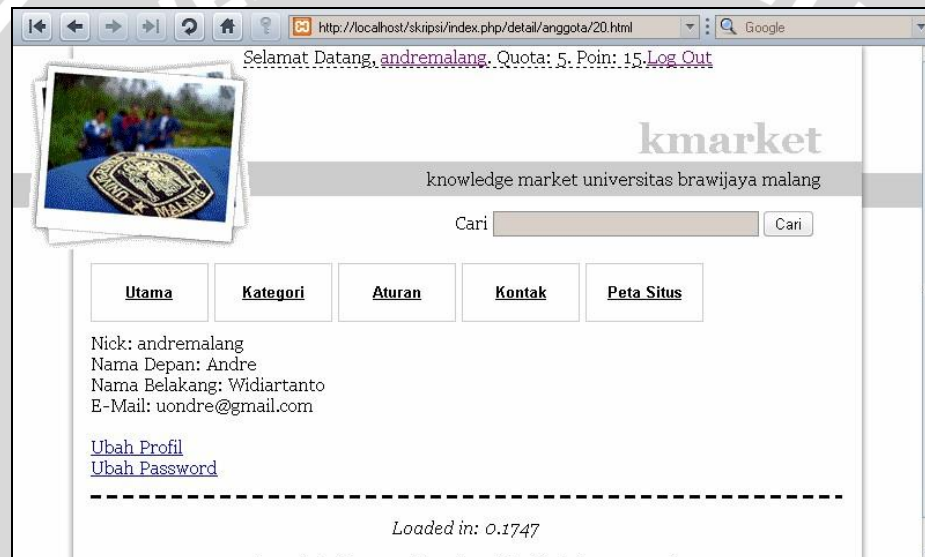 http://localhost/skripsi/index.php/detail/anggota/20.html
Google
Selamat Datang, andremalang. Quota: 5. Poin: 15.Log Out
kmarket
knowledge market universitas brawijaya malang
Cari
Cari
Utama
Kategori
Aturan
Kontak
Peta Situs
Nick: andremalang
Nama Depan: Andre
Nama Belakang: Widiartanto
E-Mail: uondre@gmail.com
Ubah Profil
Ubah Password
Loaded in: 0.1747